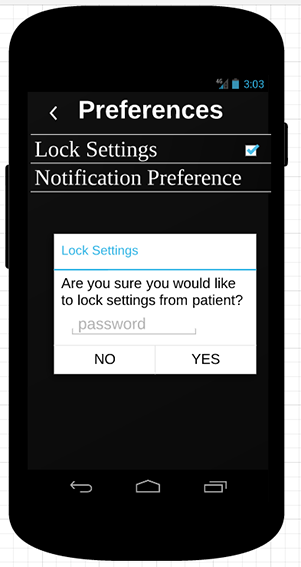 4G 3:03
Preferences
Lock Settings
Notification Preference
Lock Settings
Are you sure you would like
to lock settings from patient?
password
NO YES